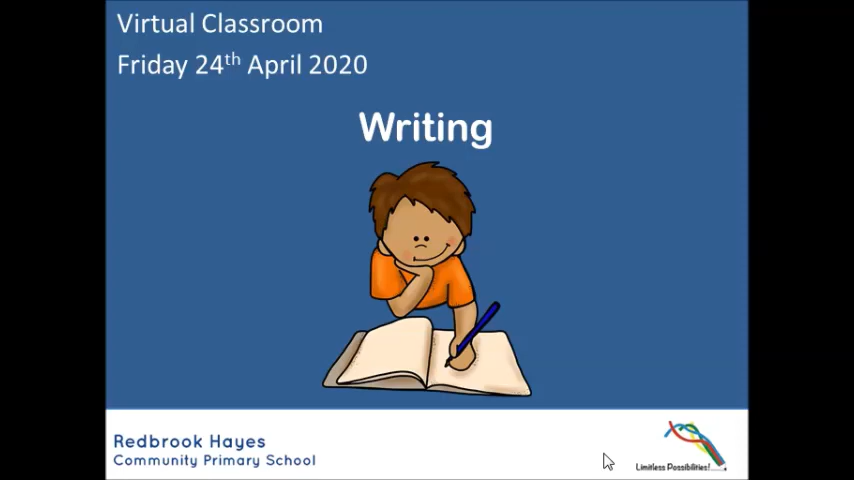 Virtual Classroom
Friday 24th April 2020
Writing
Redbrook Hayes
Community Primary School
Limitless Possibilities!